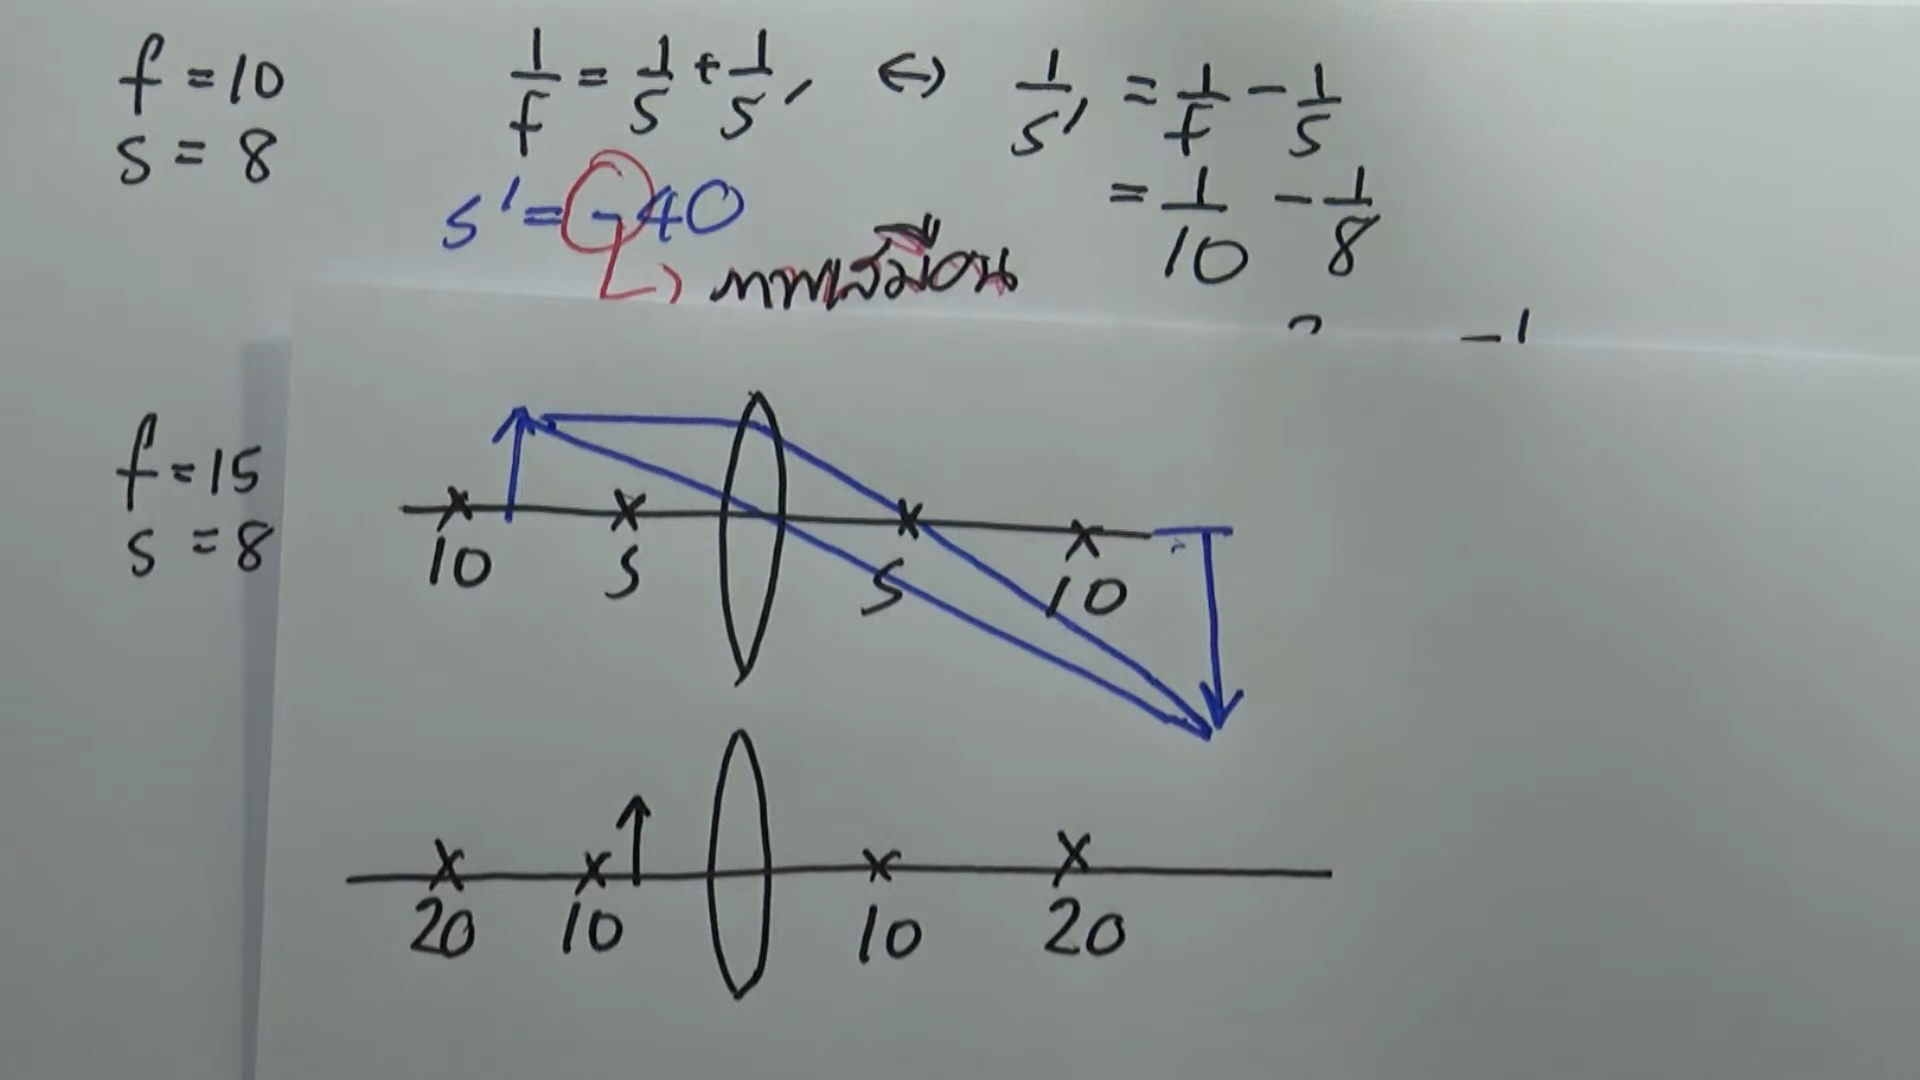 f = 10
s = 8
1/f = 1/s + 1/s' ↔ 1/s' = 1/f - 1/s
= 1/10 - 1/8
s' = -40
↳ ภาพเสมือน
-1
f = 15
s = 8
10 5 5 10
20 10 10 20